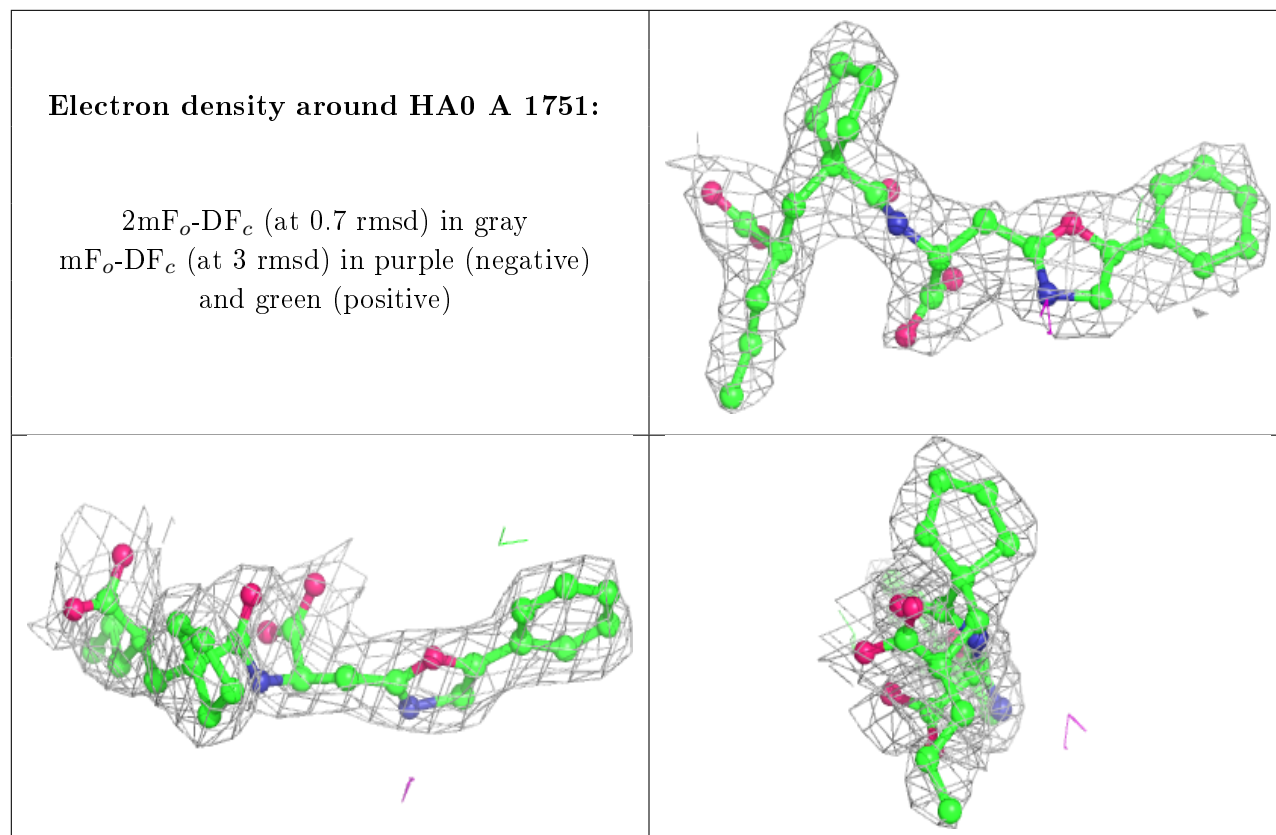 Electron density around HA0 A 1751:
2mFo-DFc (at 0.7 rmsd) in gray
mFo-DFc (at 3 rmsd) in purple (negative)
and green (positive)